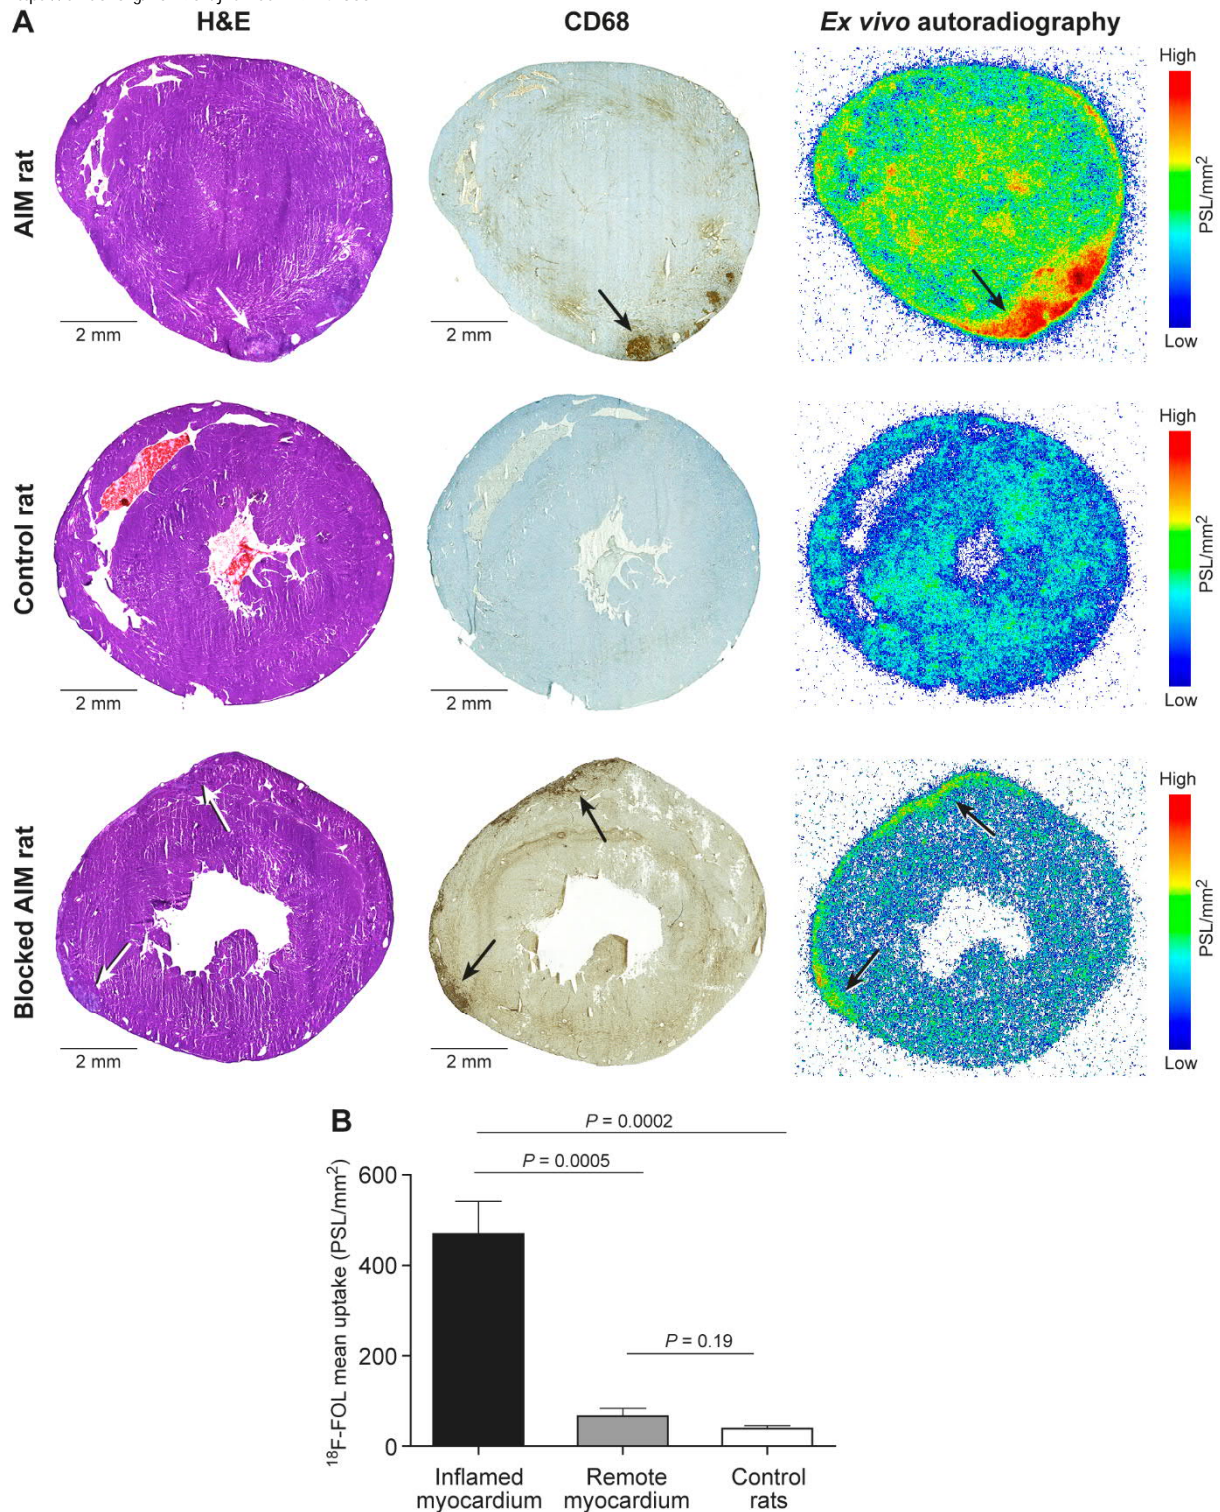 A
H&E
CD68
Ex vivo autoradiography
AIM rat
2 mm
2 mm
High
PSL/mm²
Low
Control rat
2 mm
2 mm
High
PSL/mm²
Low
Blocked AIM rat
2 mm
2 mm
High
PSL/mm²
Low
B
P = 0.0002
P = 0.0005
P = 0.19
¹⁸F-FOL mean uptake (PSL/mm²)
600
400
200
0
Inflamed
myocardium
Remote
myocardium
Control
rats